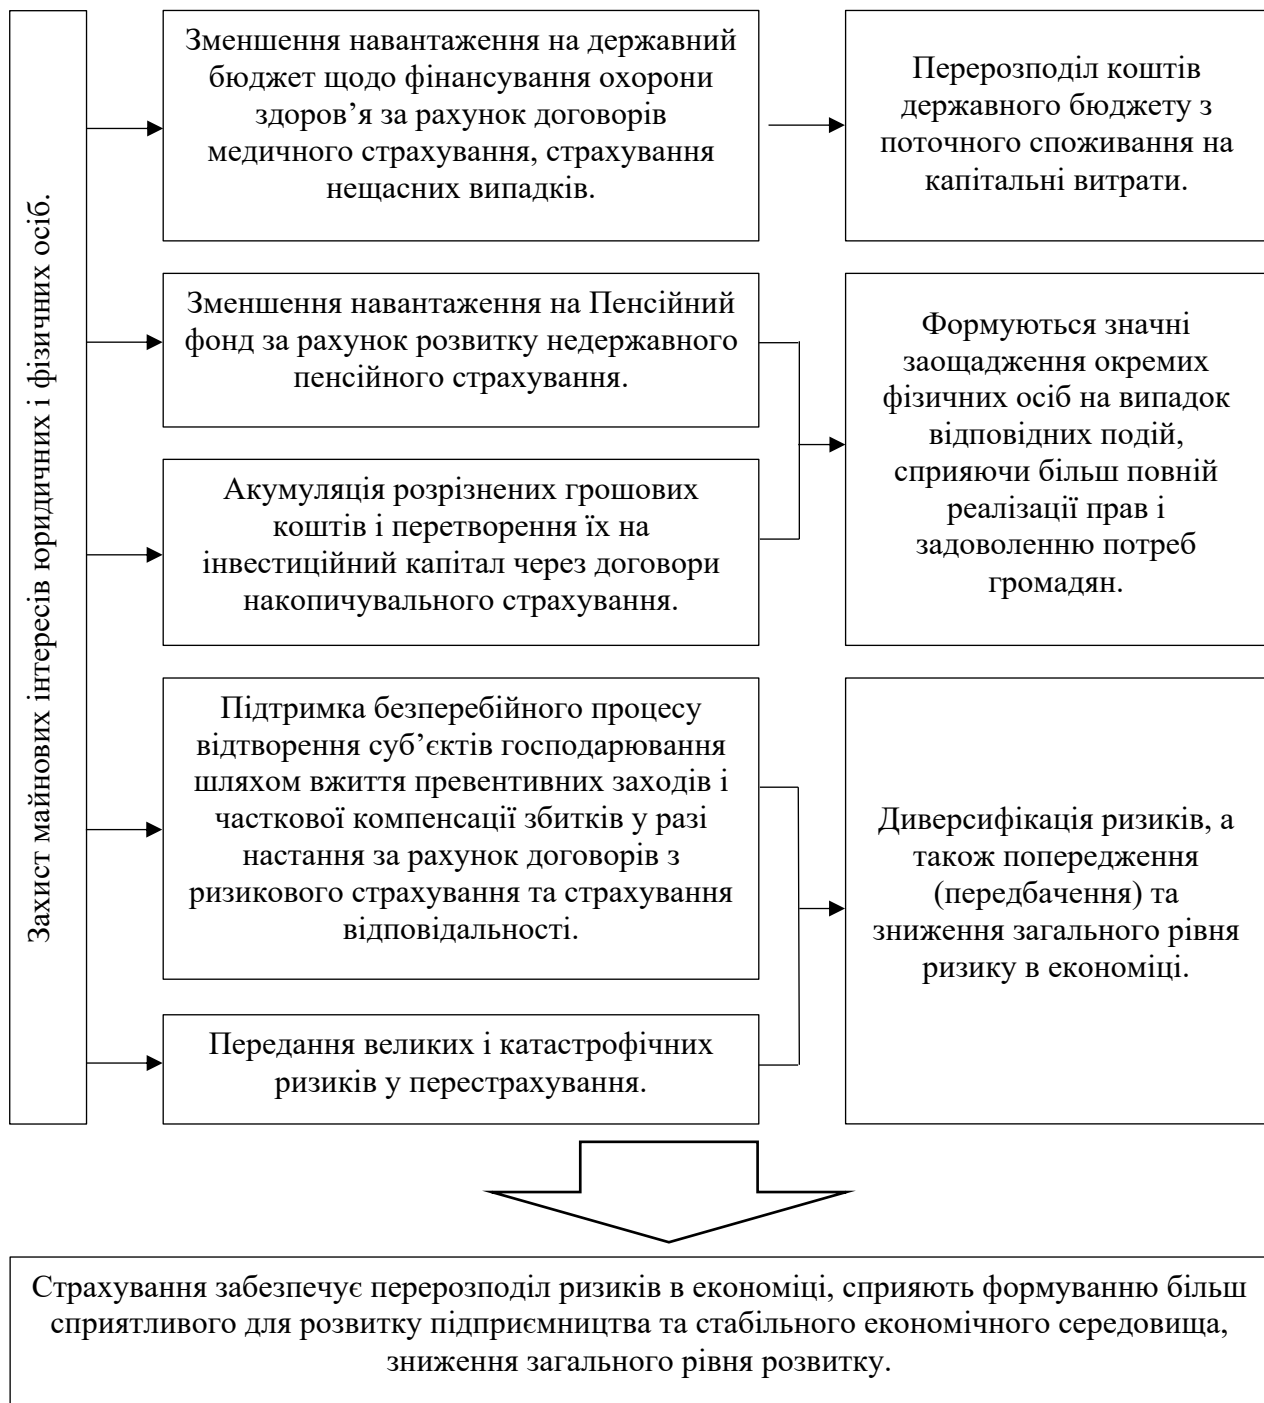 Захист майнових інтересів юридичних і фізичних осіб.
Зменшення навантаження на державний
бюджет щодо фінансування охорони
здоров’я за рахунок договорів
медичного страхування, страхування
нещасних випадків.
Перерозподіл коштів
державного бюджету з
поточного споживання на
капітальні витрати.
Зменшення навантаження на Пенсійний
фонд за рахунок розвитку недержавного
пенсійного страхування.
Акумуляція розрізнених грошових
коштів і перетворення їх на
інвестиційний капітал через договори
накопичувального страхування.
Формуються значні
заощадження окремих
фізичних осіб на випадок
відповідних подій,
сприяючи більш повній
реалізації прав і
задоволенню потреб
громадян.
Підтримка безперебійного процесу
відтворення суб’єктів господарювання
шляхом вжиття превентивних заходів і
часткової компенсації збитків у разі
настання за рахунок договорів з
ризикового страхування та страхування
відповідальності.
Передання великих і катастрофічних
ризиків у перестрахування.
Диверсифікація ризиків, а
також попередження
(передбачення) та
зниження загального рівня
ризику в економіці.
Страхування забезпечує перерозподіл ризиків в економіці, сприяють формуванню більш
сприятливого для розвитку підприємництва та стабільного економічного середовища,
зниження загального рівня розвитку.